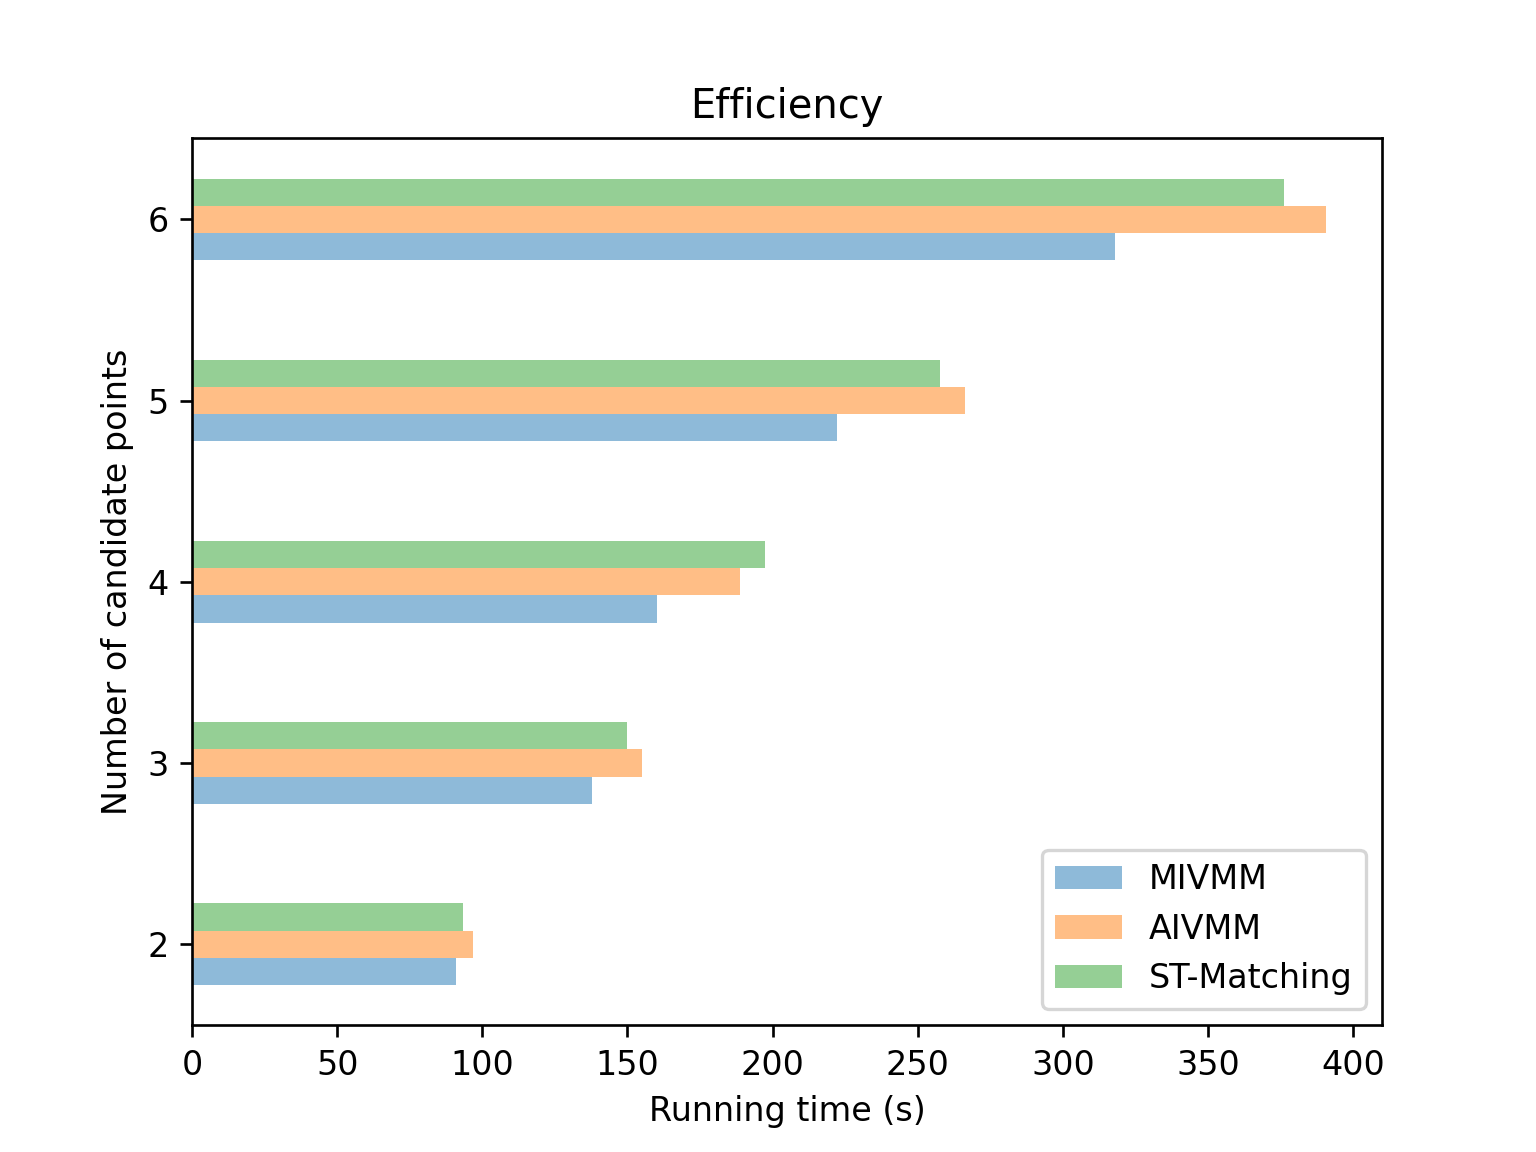 Efficiency
Number of candidate points
6
5
4
3
2
MIVMM
AIVMM
ST-Matching
0 50 100 150 200 250 300 350 400
Running time (s)